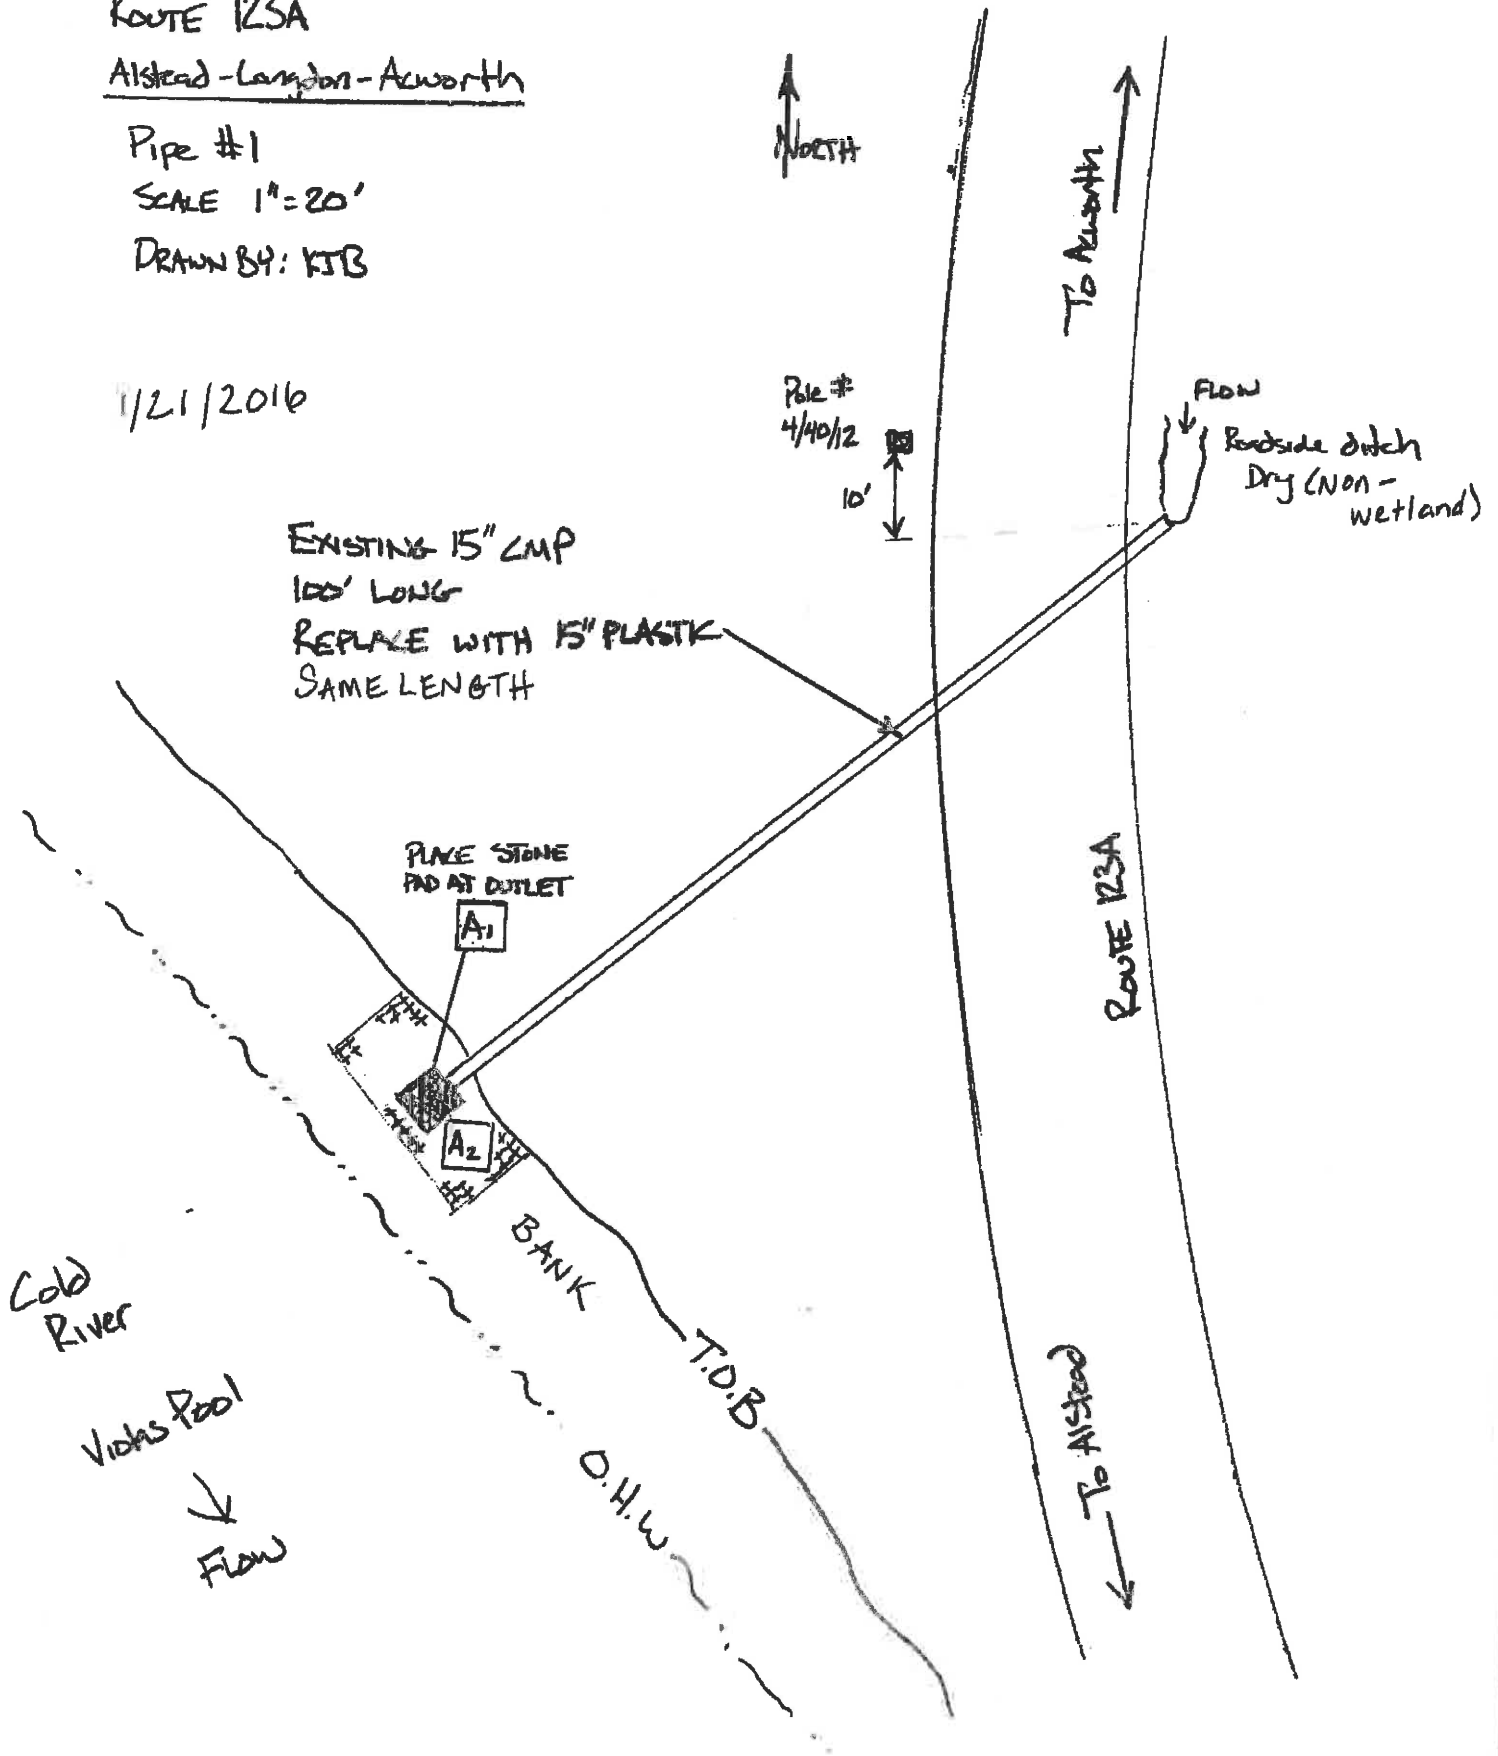 ROUTE 123A
Alstead-Langdon-Acworth
Pipe #1
SCALE 1"=20'
DRAWN BY: KJB
1/21/2016
NORTH
To Acworth
Pole #
4/40/12
10'
FLOW
Roadside ditch
Dry (Non-
wetland)
EXISTING 15" CMP
100' LONG
REPLACE WITH 15" PLASTIC
SAME LENGTH
PLACE STONE
PAD AT OUTLET
A1
A2
ROUTE 123A
BANK
Cold
River
T.O.B
To Alstead
Pool
O.H.W
FLOW